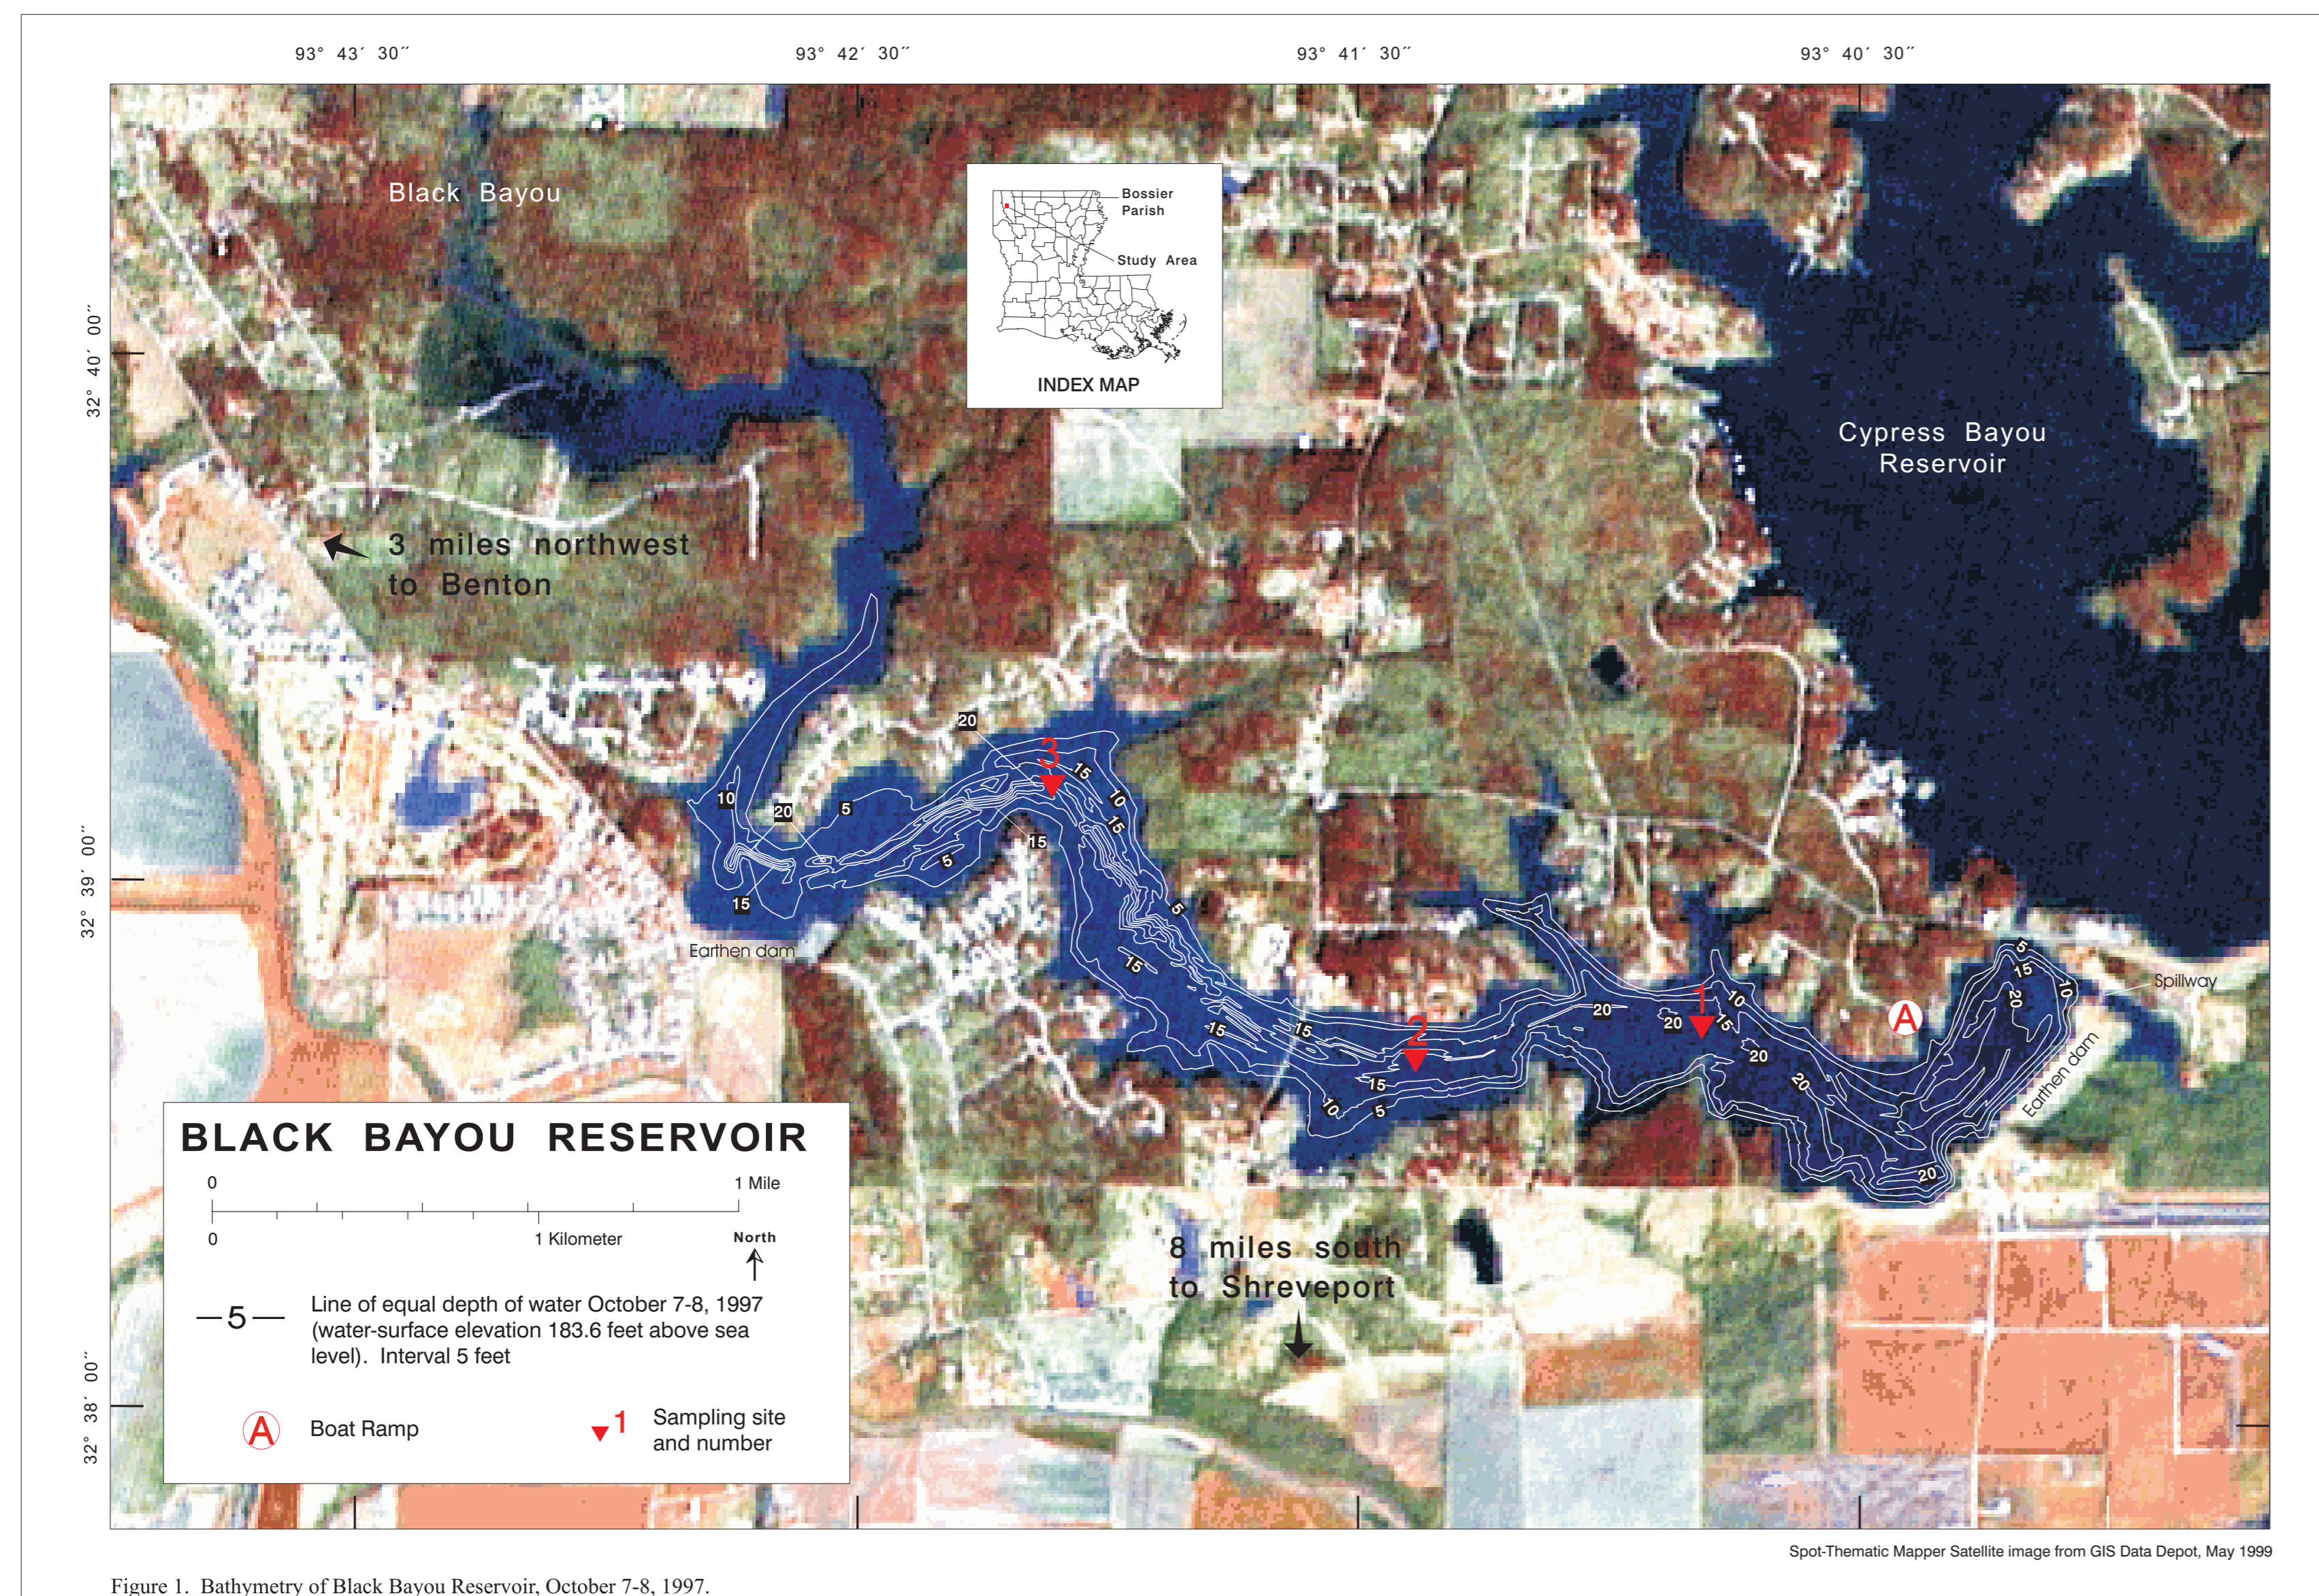 93° 43´ 30˝
93° 42´ 30˝
93° 41´ 30˝
93° 40´ 30˝
32° 40´ 00˝
32° 39´ 00˝
32° 38´ 00˝
Black Bayou
Bossier
Parish
Study Area
INDEX MAP
Cypress Bayou
Reservoir
3 miles northwest
to Benton
20
3
15
10
10
20
5
15
15
5
15
5
Earthen dam
15
15
15
2
15
10
5
20
20
1
10
15
20
20
20
A
5
15
20
10
Spillway
Earthen dam
8 miles south
to Shreveport
BLACK BAYOU RESERVOIR
0
1 Mile
0
1 Kilometer
North
5
Line of equal depth of water October 7-8, 1997
(water-surface elevation 183.6 feet above sea
level). Interval 5 feet
A
Boat Ramp
1
Sampling site
and number
Spot-Thematic Mapper Satellite image from GIS Data Depot, May 1999
Figure 1. Bathymetry of Black Bayou Reservoir, October 7-8, 1997.